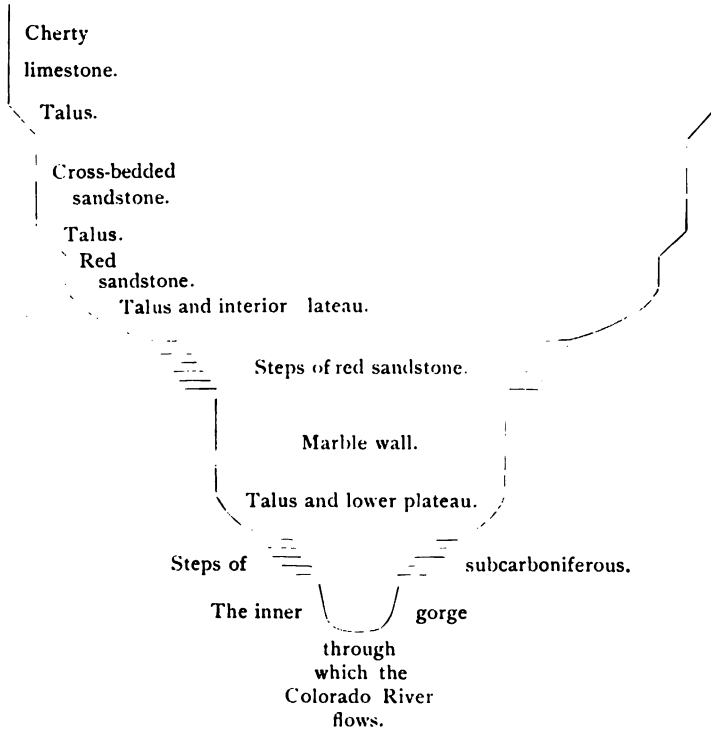 Cherty
limestone.
Talus.
Cross-bedded
sandstone.
Talus.
Red
sandstone.
Talus and interior lateau.
Steps of red sandstone.
Marble wall.
Talus and lower plateau.
Steps of subcarboniferous.
The inner gorge
through
which the
Colorado River
flows.